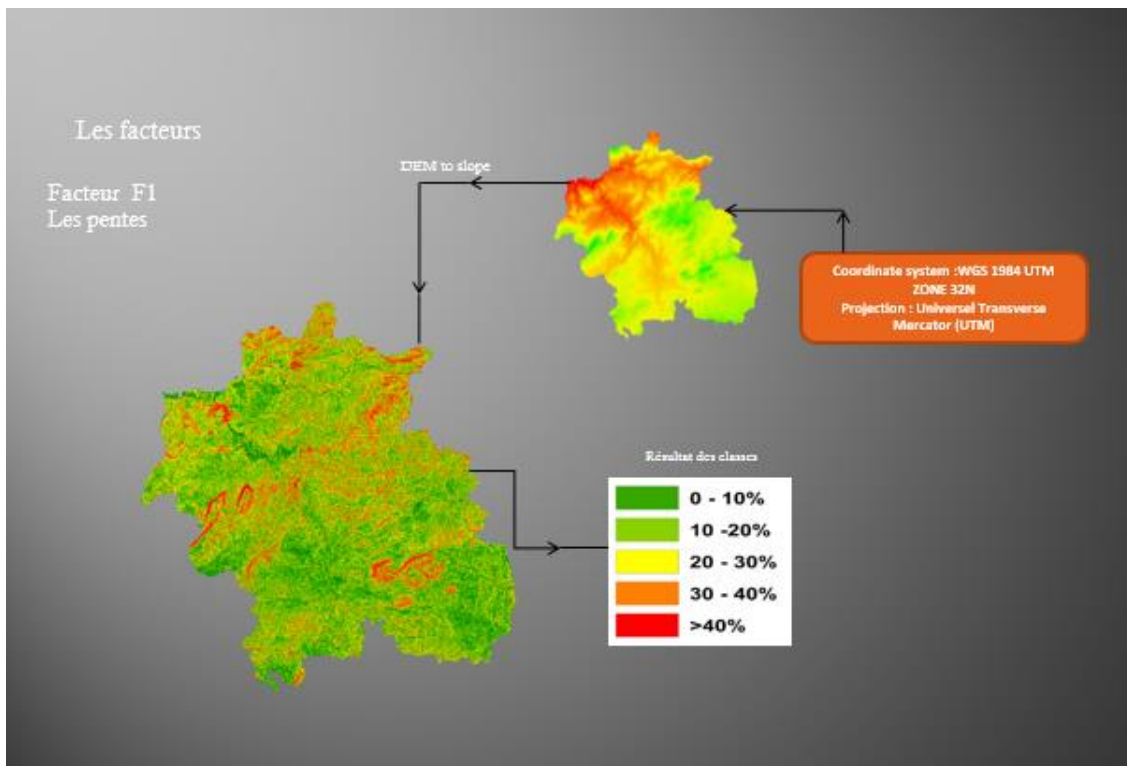 Les facteurs
Facteur F1
Les pentes
DEM to slope
Coordinate system :WGS 1984 UTM
ZONE 32N
Projection : Universel Transverse
Mercator (UTM)
Résultat des classes
0 - 10%
10 -20%
20 - 30%
30 - 40%
>40%